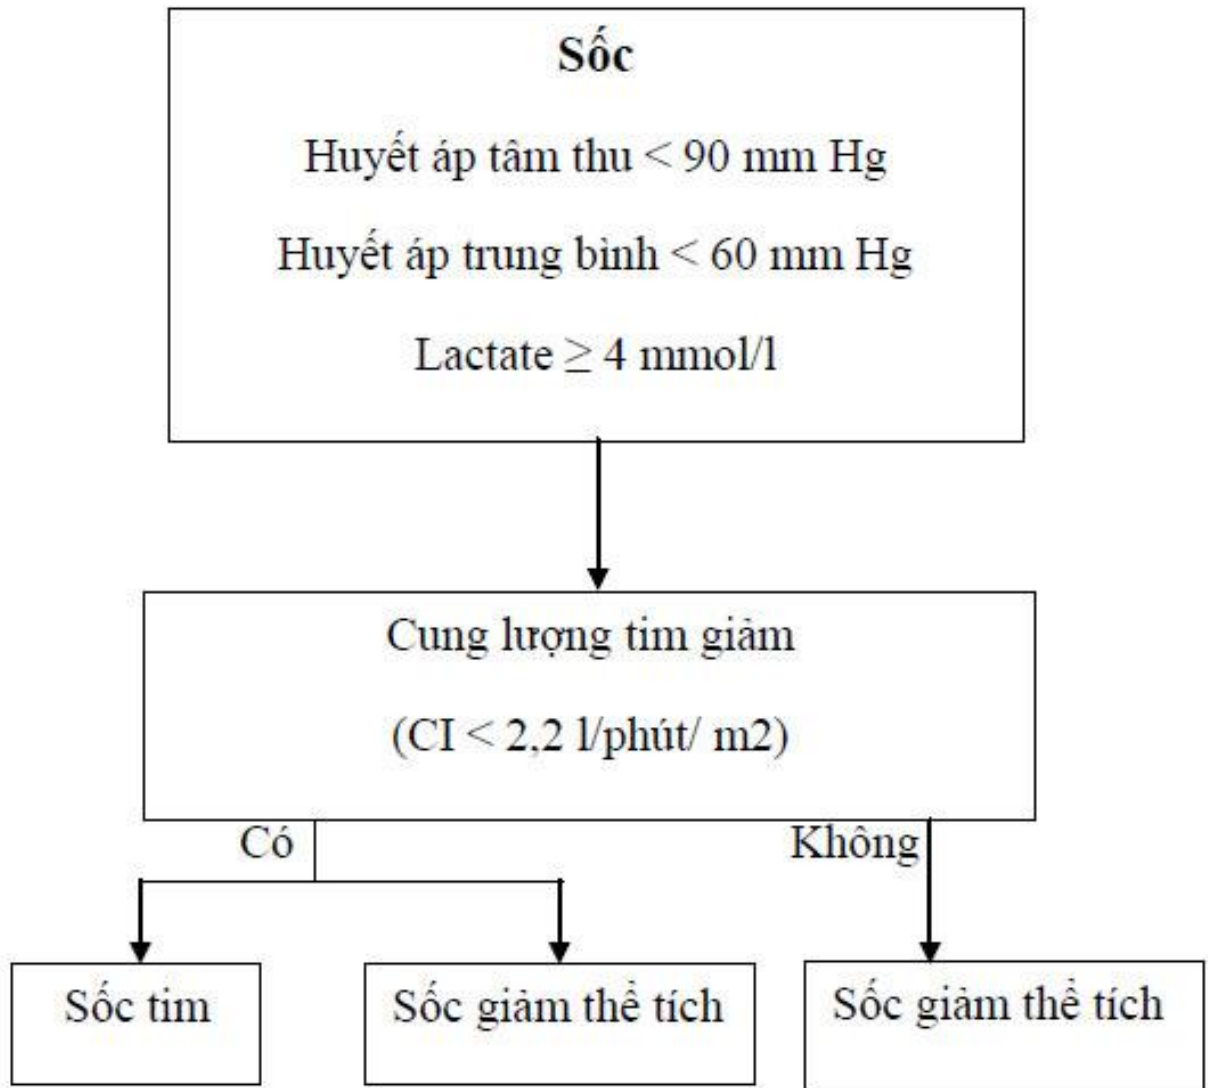 Sốc
Huyết áp tâm thu < 90 mm Hg
Huyết áp trung bình < 60 mm Hg
Lactate ≥ 4 mmol/l
Cung lượng tim giảm
(CI < 2,2 l/phút/ m2)
Có
Không
Sốc tim
Sốc giảm thể tích
Sốc giảm thể tích